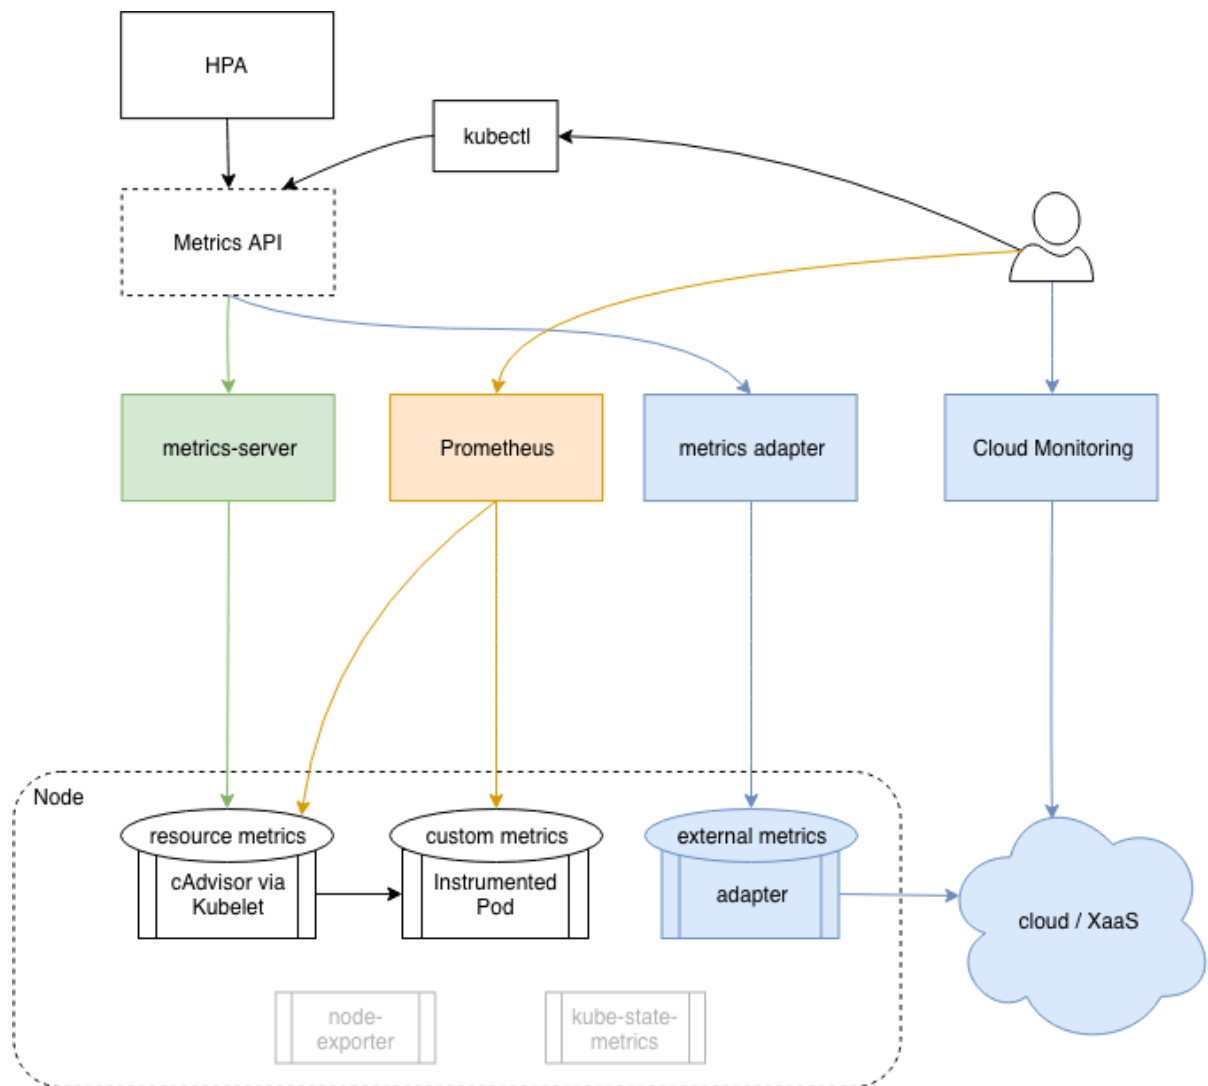 HPA
kubectl
Metrics API
metrics-server
Prometheus
metrics adapter
Cloud Monitoring
Node
resource metrics
custom metrics
external metrics
cAdvisor via
Kubelet
Instrumented
Pod
adapter
cloud / XaaS
node-
exporter
kube-state-
metrics